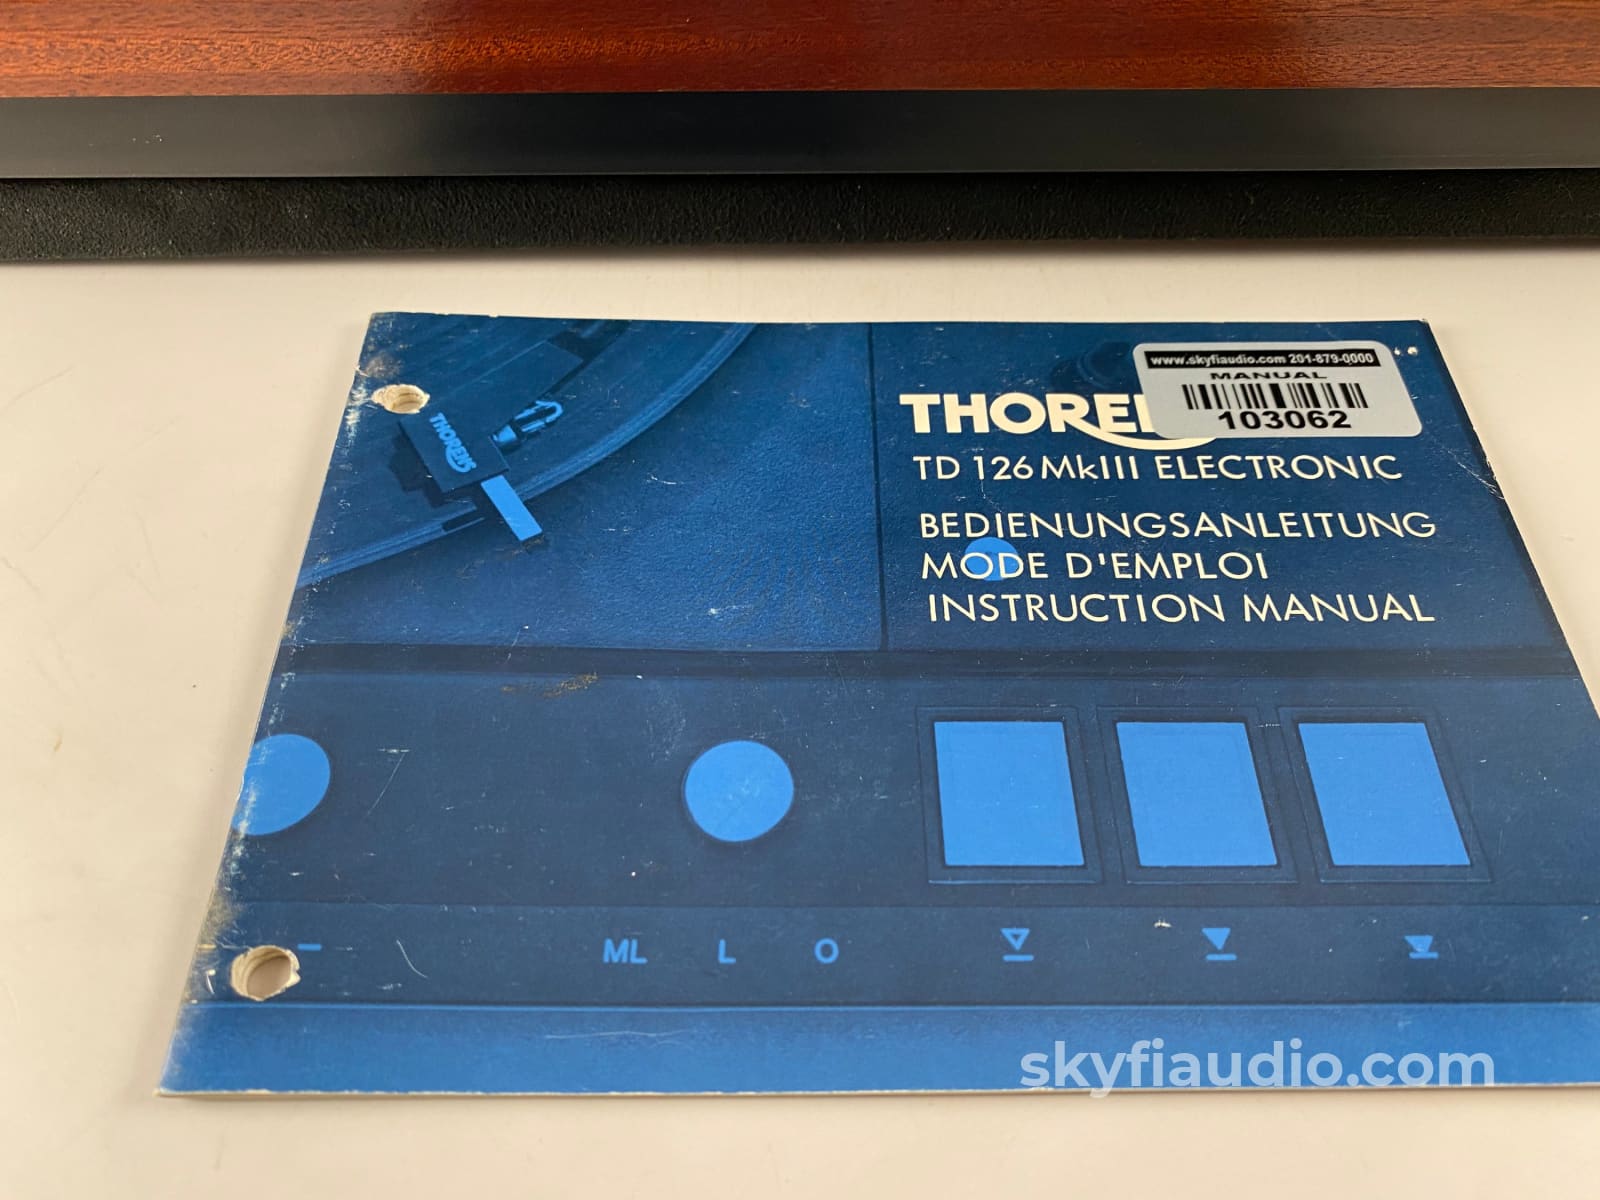 www.skyfiaudio.com 201-879-0000
MANUAL
103062
THORENS
THORENS
TD 126 MkIII ELECTRONIC
BEDIENUNGSANLEITUNG
MODE D'EMPLOI
INSTRUCTION MANUAL
– ML L O
skyfiaudio.com